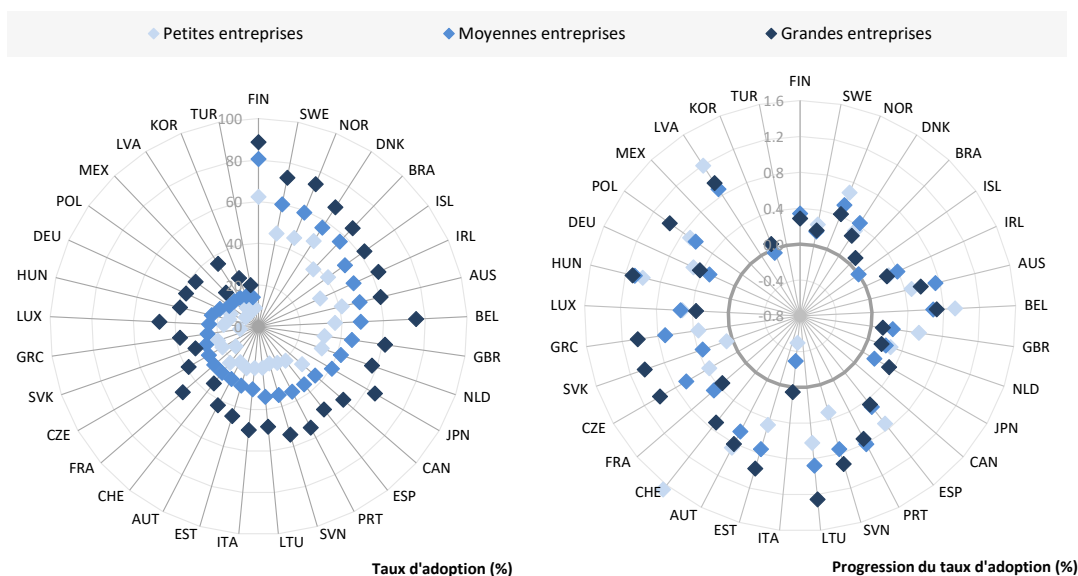 Petites entreprises Moyennes entreprises Grandes entreprises
FIN
SWE
NOR
DNK
BRA
ISL
IRL
AUS
BEL
GBR
NLD
JPN
CAN
ESP
PRT
SVN
LTU
ITA
EST
AUT
CHE
FRA
CZE
SVK
GRC
LUX
HUN
DEU
POL
MEX
LVA
KOR
TUR
100
80
60
40
20
0
Taux d'adoption (%)
FIN
SWE
NOR
DNK
BRA
ISL
IRL
AUS
BEL
GBR
NLD
JPN
CAN
ESP
PRT
SVN
LTU
ITA
EST
AUT
CHE
FRA
CZE
SVK
GRC
LUX
HUN
DEU
POL
MEX
LVA
KOR
TUR
1.6
1.2
0.8
0.4
0.0
-0.4
-0.8
Progression du taux d'adoption (%)